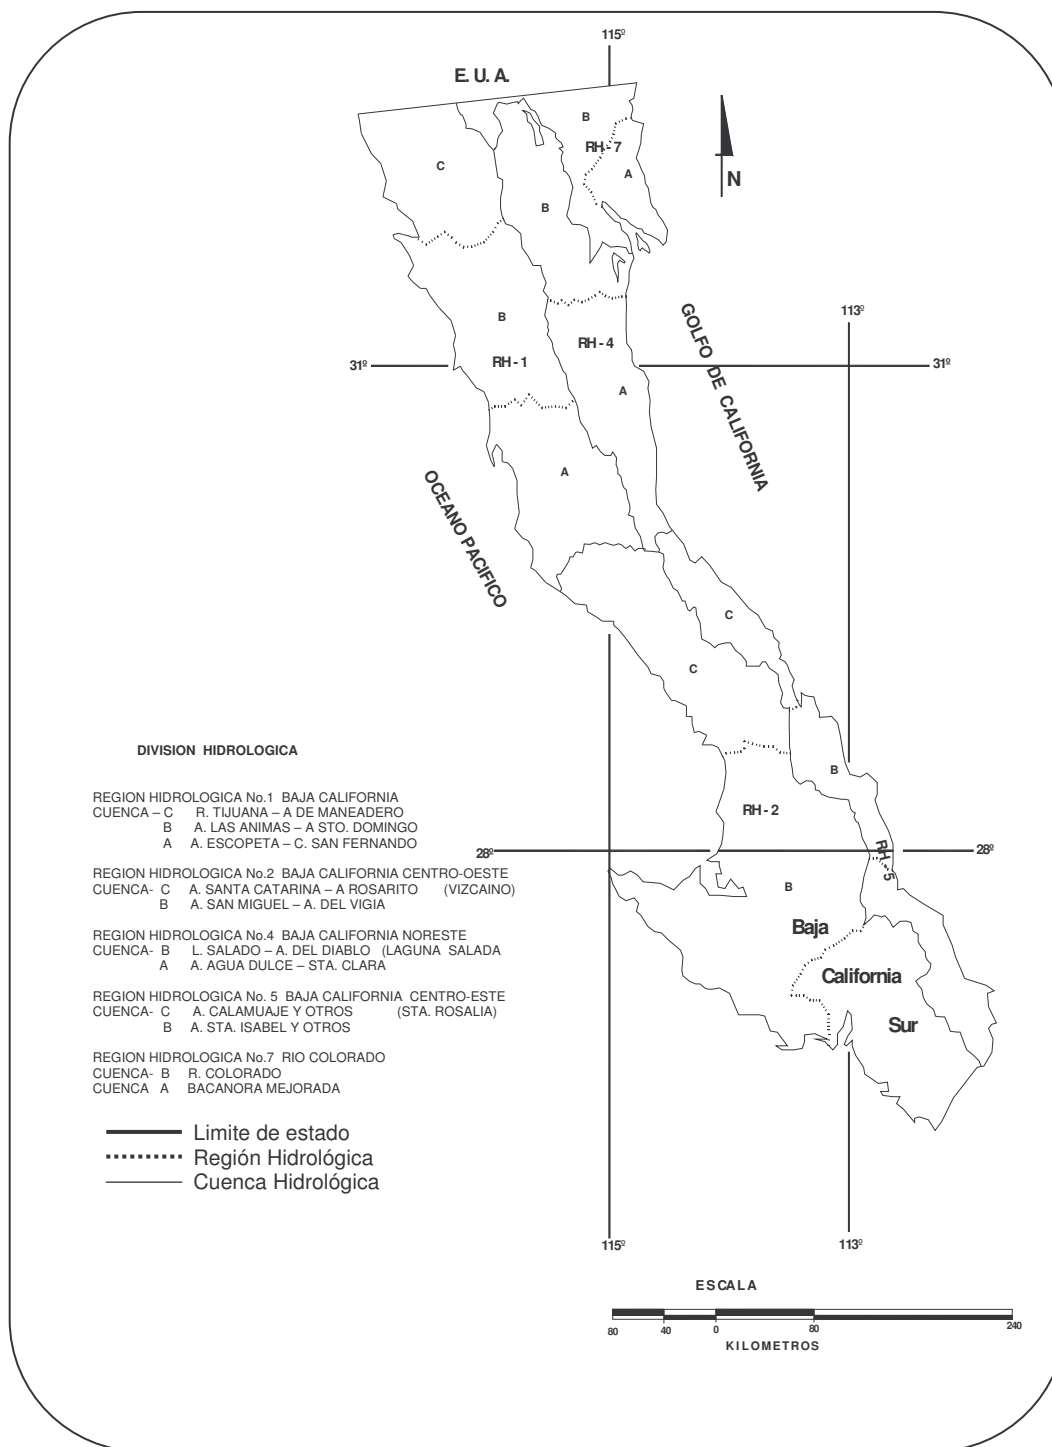 115º
E. U. A.
B
RH - 7
C
A
N
B
113º
GOLFO DE CALIFORNIA
B
RH - 4
31º
RH - 1
31º
A
A
OCEANO PACIFICO
C
C
DIVISION HIDROLOGICA
B
REGION HIDROLOGICA No.1 BAJA CALIFORNIA
CUENCA – C R. TIJUANA – A DE MANEADERO
B A. LAS ANIMAS – A STO. DOMINGO
A A. ESCOPETA – C. SAN FERNANDO
RH - 2
28º
RH - 5
28º
REGION HIDROLOGICA No.2 BAJA CALIFORNIA CENTRO-OESTE
CUENCA- C A. SANTA CATARINA – A ROSARITO (VIZCAINO)
B A. SAN MIGUEL – A. DEL VIGIA
B
Baja
California
Sur
REGION HIDROLOGICA No.4 BAJA CALIFORNIA NORESTE
CUENCA- B L. SALADO – A. DEL DIABLO (LAGUNA SALADA
A A. AGUA DULCE – STA. CLARA
REGION HIDROLOGICA No. 5 BAJA CALIFORNIA CENTRO-ESTE
CUENCA- C A. CALAMUAJE Y OTROS (STA. ROSALIA)
B A. STA. ISABEL Y OTROS
REGION HIDROLOGICA No.7 RIO COLORADO
CUENCA- B R. COLORADO
CUENCA A BACANORA MEJORADA
Limite de estado
Región Hidrológica
Cuenca Hidrológica
115º
113º
ESCALA
80 40 0 80 240
KILOMETROS